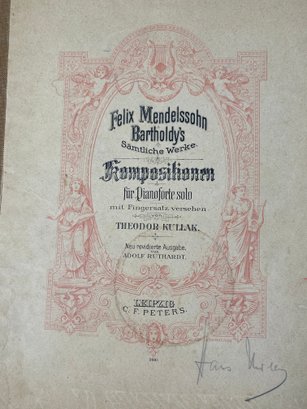 Felix Mendelssohn
Bartholdy's
Sämtliche Werke.
Kompositionen
für Pianoforte solo
mit Fingersatz versehen
THEODOR KULLAK.
Neu revidierte Ausgabe
von
ADOLF RUTHARDT.
LEIPZIG
C. F. PETERS.
Hans